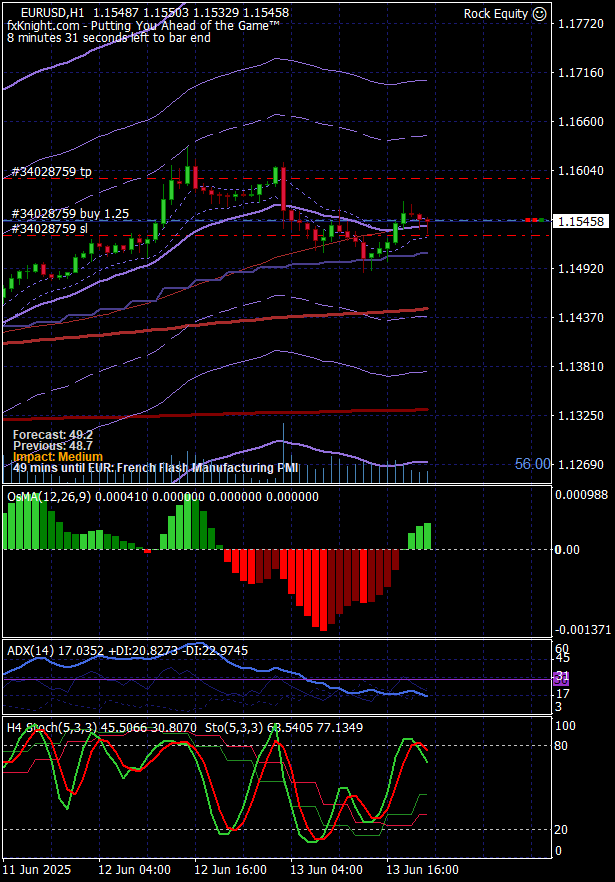 EURUSD,H1 1.15487 1.15503 1.15329 1.15458
Rock Equity ☺
fxKnight.com - Putting You Ahead of the Game™
8 minutes 31 seconds left to bar end
1.17720
1.17160
1.16600
#34028759 tp
1.16040
#34028759 buy 1.25
1.15458
#34028759 sl
1.14920
1.14370
1.13810
1.13250
Forecast: 49.2
Previous: 48.7
Impact: Medium
49 mins until EUR: French Flash Manufacturing PMI
56.00
1.12690
OsMA(12,26,9) 0.000410 0.000000 0.000000 0.000000
0.000988
0.00
-0.001371
ADX(14) 17.0352 +DI:20.8273 -DI:22.9745
60
45
31
17
3
H4 Stoch(5,3,3) 45.5066 30.8070 Sto(5,3,3) 63.5405 77.1349
100
80
20
0
11 Jun 2025
12 Jun 04:00
12 Jun 16:00
13 Jun 04:00
13 Jun 16:00